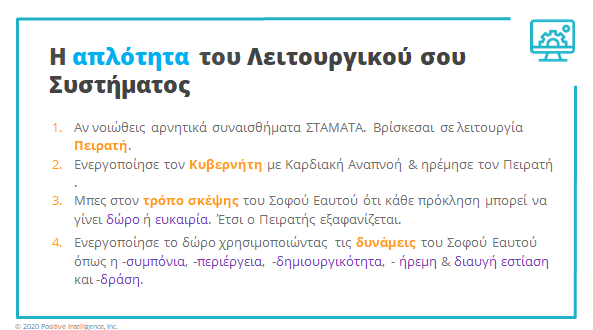 Η απλότητα του Λειτουργικού σου
Συστήματος
1. Αν νοιώθεις αρνητικά συναισθήματα ΣΤΑΜΑΤΑ. Βρίσκεσαι σε λειτουργία
Πειρατή.
2. Ενεργοποίησε τον Κυβερνήτη με Καρδιακή Αναπνοή & ηρέμησε τον Πειρατή
.
3. Μπες στον τρόπο σκέψης του Σοφού Εαυτού ότι κάθε πρόκληση μπορεί να
γίνει δώρο ή ευκαιρία. Έτσι ο Πειρατής εξαφανίζεται.
4. Ενεργοποίησε το δώρο χρησιμοποιώντας τις δυνάμεις του Σοφού Εαυτού
όπως η -συμπόνια, -περιέργεια, -δημιουργικότητα, - ήρεμη & διαυγή εστίαση
και -δράση.
© 2020 Positive Intelligence, Inc.